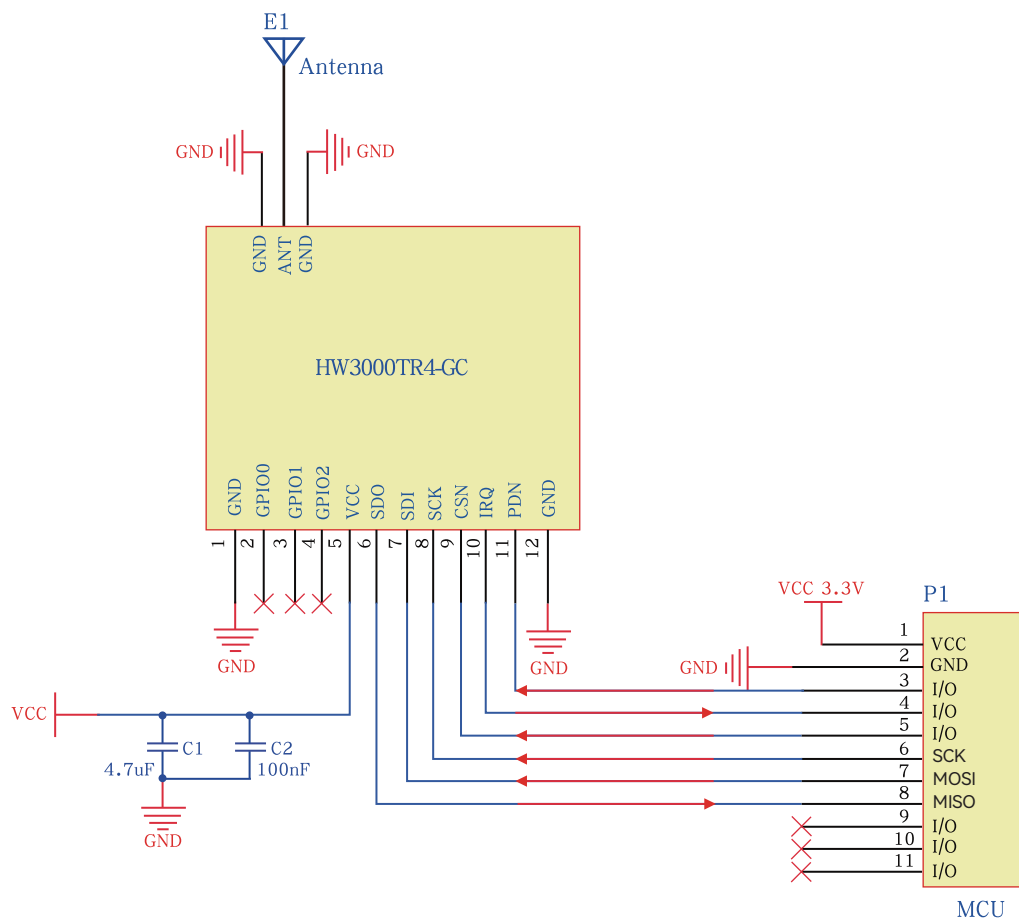 E1
Antenna
GND
GND
GND
ANT
GND
HW3000TR4-GC
GND
GPIO0
GPIO1
GPIO2
VCC
SDO
SDI
SCK
CSN
IRQ
PDN
GND
1
2
3
4
5
6
7
8
9
10
11
12
GND
GND
VCC
C1
4.7uF
C2
100nF
GND
VCC 3.3V
GND
P1
1 VCC
2 GND
3 I/O
4 I/O
5 I/O
6 SCK
7 MOSI
8 MISO
9 I/O
10 I/O
11 I/O
MCU